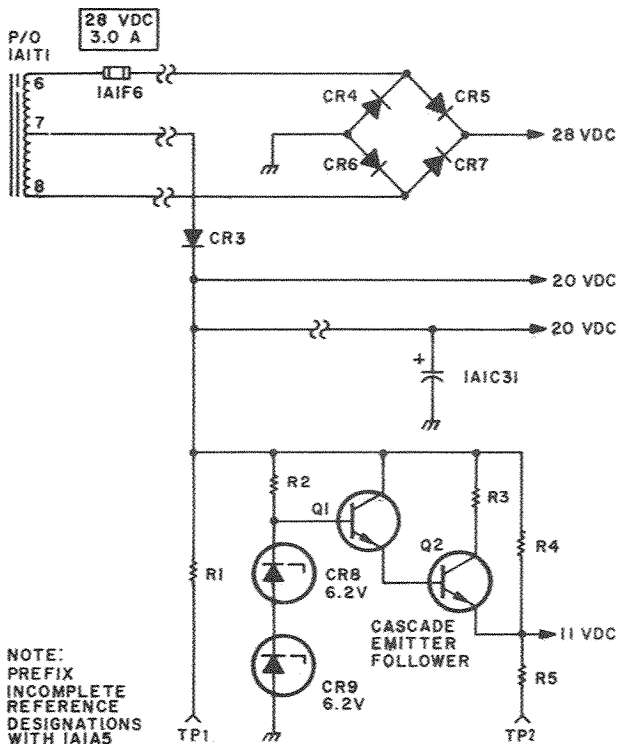 28 VDC
3.0 A
P/O
1A1T1
6
1A1F6
7
8
CR4
CR5
CR6
CR7
28 VDC
CR3
20 VDC
20 VDC
+
1A1C31
R2
Q1
R3
Q2
R4
R1
CR8
6.2V
CASCADE
EMITTER
FOLLOWER
11 VDC
CR9
6.2V
R5
NOTE:
PREFIX
INCOMPLETE
REFERENCE
DESIGNATIONS
WITH 1A1A5
TP1
TP2